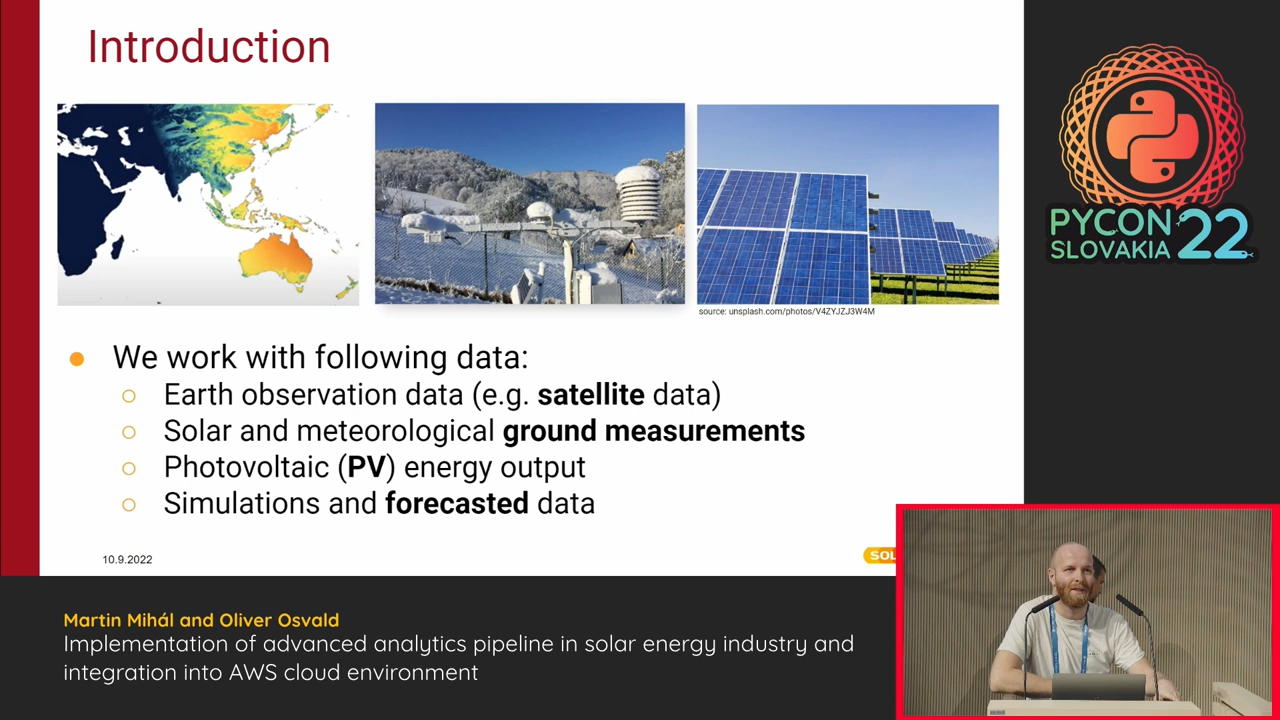 Introduction
source: unsplash.com/photos/V4ZYJZJ3W4M
We work with following data:
Earth observation data (e.g. satellite data)
Solar and meteorological ground measurements
Photovoltaic (PV) energy output
Simulations and forecasted data
10.9.2022
SOL
PYCON
SLOVAKIA 22
Martin Mihál and Oliver Osvald
Implementation of advanced analytics pipeline in solar energy industry and
integration into AWS cloud environment